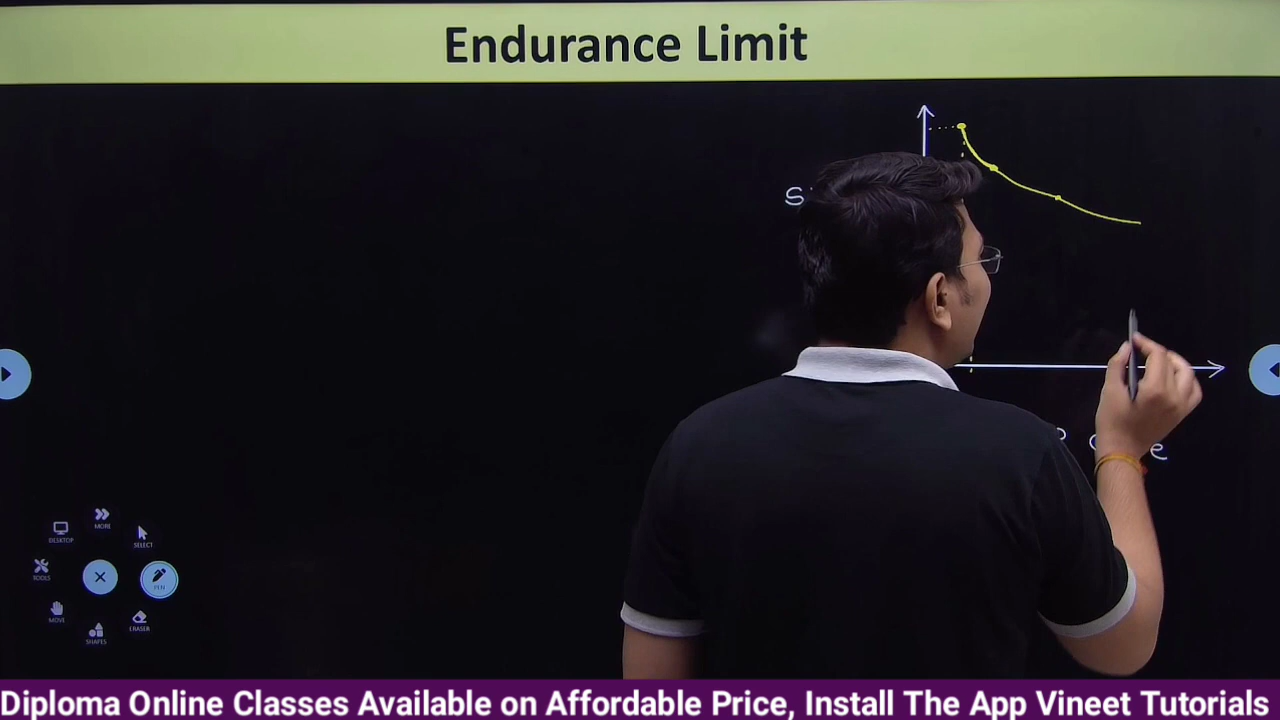 Endurance Limit
MORE
DESKTOP
SELECT
TOOLS
PEN
MOVE
ERASER
SHAPES
Diploma Online Classes Available on Affordable Price, Install The App Vineet Tutorials